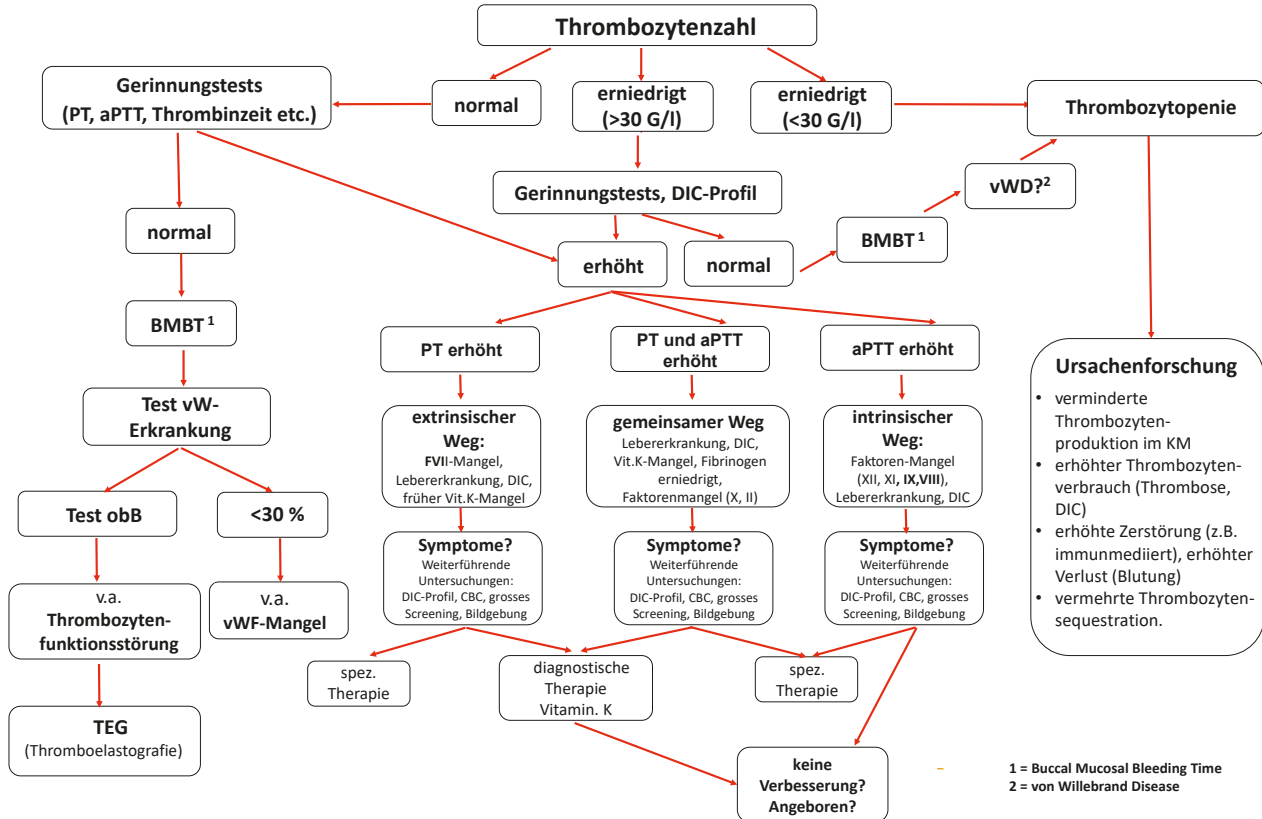 Thrombozytenzahl
Gerinnungstests
(PT, aPTT, Thrombinzeit etc.)
normal
erniedrigt
(>30 G/l)
erniedrigt
(<30 G/l)
Thrombozytopenie
Gerinnungstests, DIC-Profil
vWD?²
normal
erhöht
normal
BMBT ¹
BMBT ¹
PT erhöht
PT und aPTT
erhöht
aPTT erhöht
Test vW-
Erkrankung
extrinsischer
Weg:
FVII-Mangel,
Lebererkrankung, DIC,
früher Vit.K-Mangel
gemeinsamer Weg
Lebererkrankung, DIC,
Vit.K-Mangel, Fibrinogen
erniedrigt,
Faktorenmangel (X, II)
intrinsischer
Weg:
Faktoren-Mangel
(XII, XI, IX,VIII),
Lebererkrankung, DIC
Ursachenforschung
• verminderte
Thrombozyten-
produktion im KM
• erhöhter Thrombozyten-
verbrauch (Thrombose,
DIC)
• erhöhte Zerstörung (z.B.
immunmediiert), erhöhter
Verlust (Blutung)
• vermehrte Thrombozyten-
sequestration.
Test obB
<30 %
Symptome?
Weiterführende
Untersuchungen:
DIC-Profil, CBC, grosses
Screening, Bildgebung
Symptome?
Weiterführende
Untersuchungen:
DIC-Profil, CBC, grosses
Screening, Bildgebung
Symptome?
Weiterführende
Untersuchungen:
DIC-Profil, CBC, grosses
Screening, Bildgebung
v.a.
Thrombozyten-
funktionsstörung
v.a.
vWF-Mangel
spez.
Therapie
diagnostische
Therapie
Vitamin. K
spez.
Therapie
TEG
(Thromboelastografie)
keine
Verbesserung?
Angeboren?
–
1 = Buccal Mucosal Bleeding Time
2 = von Willebrand Disease